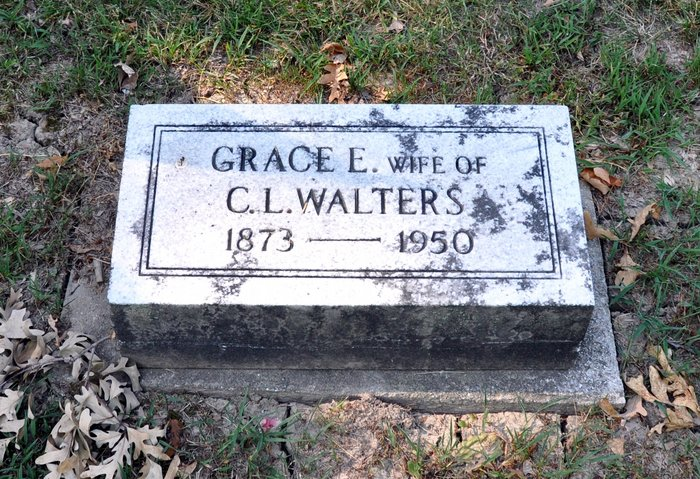 GRACE E. WIFE OF
C.L. WALTERS
1873 — 1950